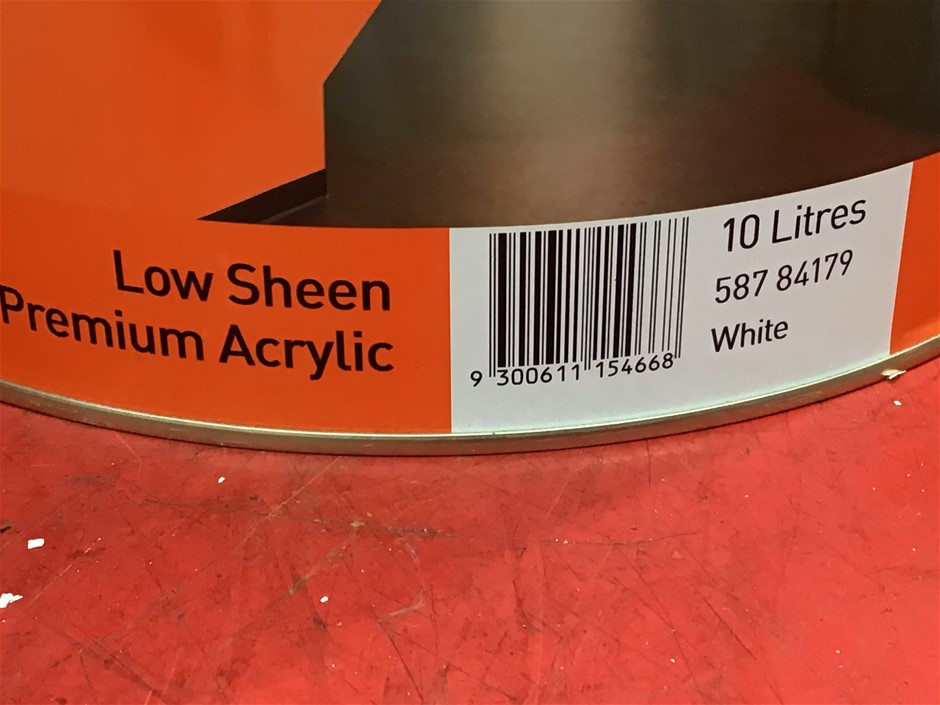 Low Sheen
Premium Acrylic
9 300611 154668
10 Litres
587 84179
White